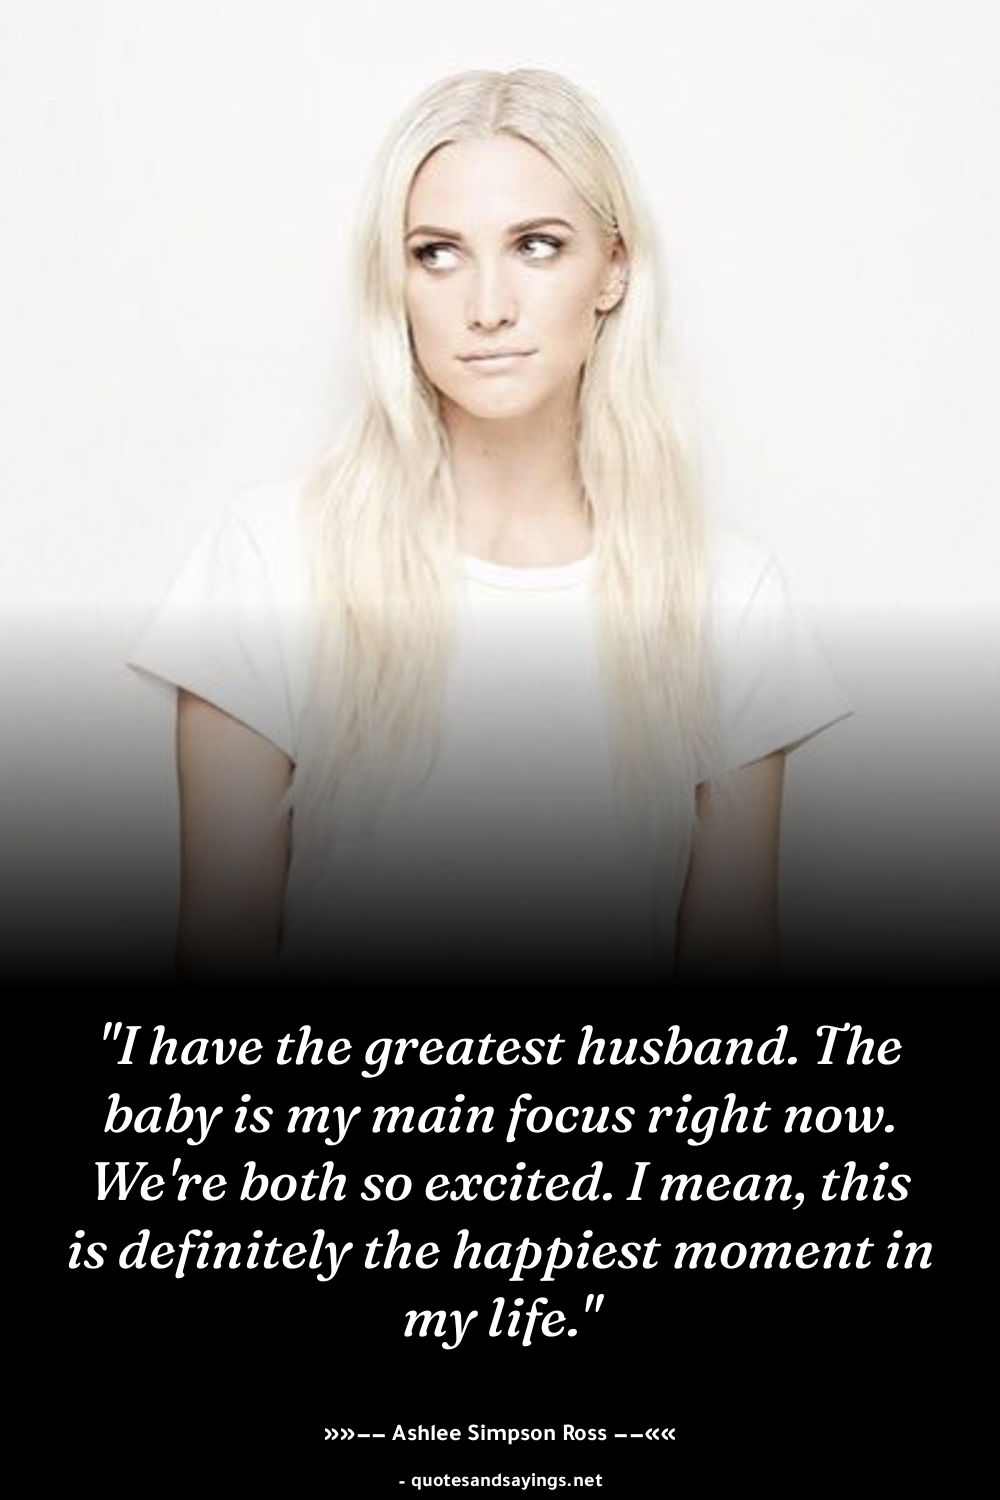 "I have the greatest husband. The
baby is my main focus right now.
We're both so excited. I mean, this
is definitely the happiest moment in
my life."
»»–– Ashlee Simpson Ross ––««
- quotesandsayings.net